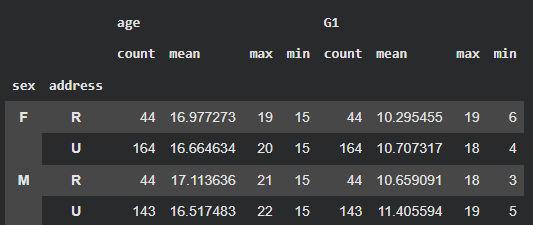 age G1
count mean max min count mean max min
sex address
F R 44 16.977273 19 15 44 10.295455 19 6
U 164 16.664634 20 15 164 10.707317 18 4
M R 44 17.113636 21 15 44 10.659091 18 3
U 143 16.517483 22 15 143 11.405594 19 5